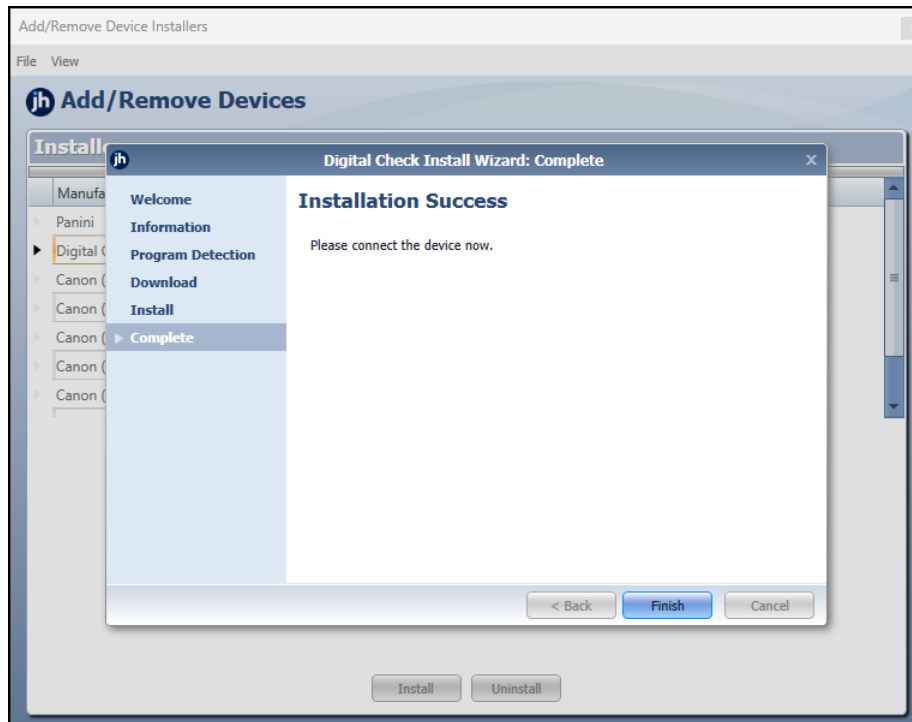 Add/Remove Device Installers
File View
jh Add/Remove Devices
Install
jh Digital Check Install Wizard: Complete x
Manufa
Panini
Digital C
Canon (
Canon (
Canon (
Canon (
Canon (
Welcome
Information
Program Detection
Download
Install
Complete
Installation Success
Please connect the device now.
< Back Finish Cancel
Install Uninstall